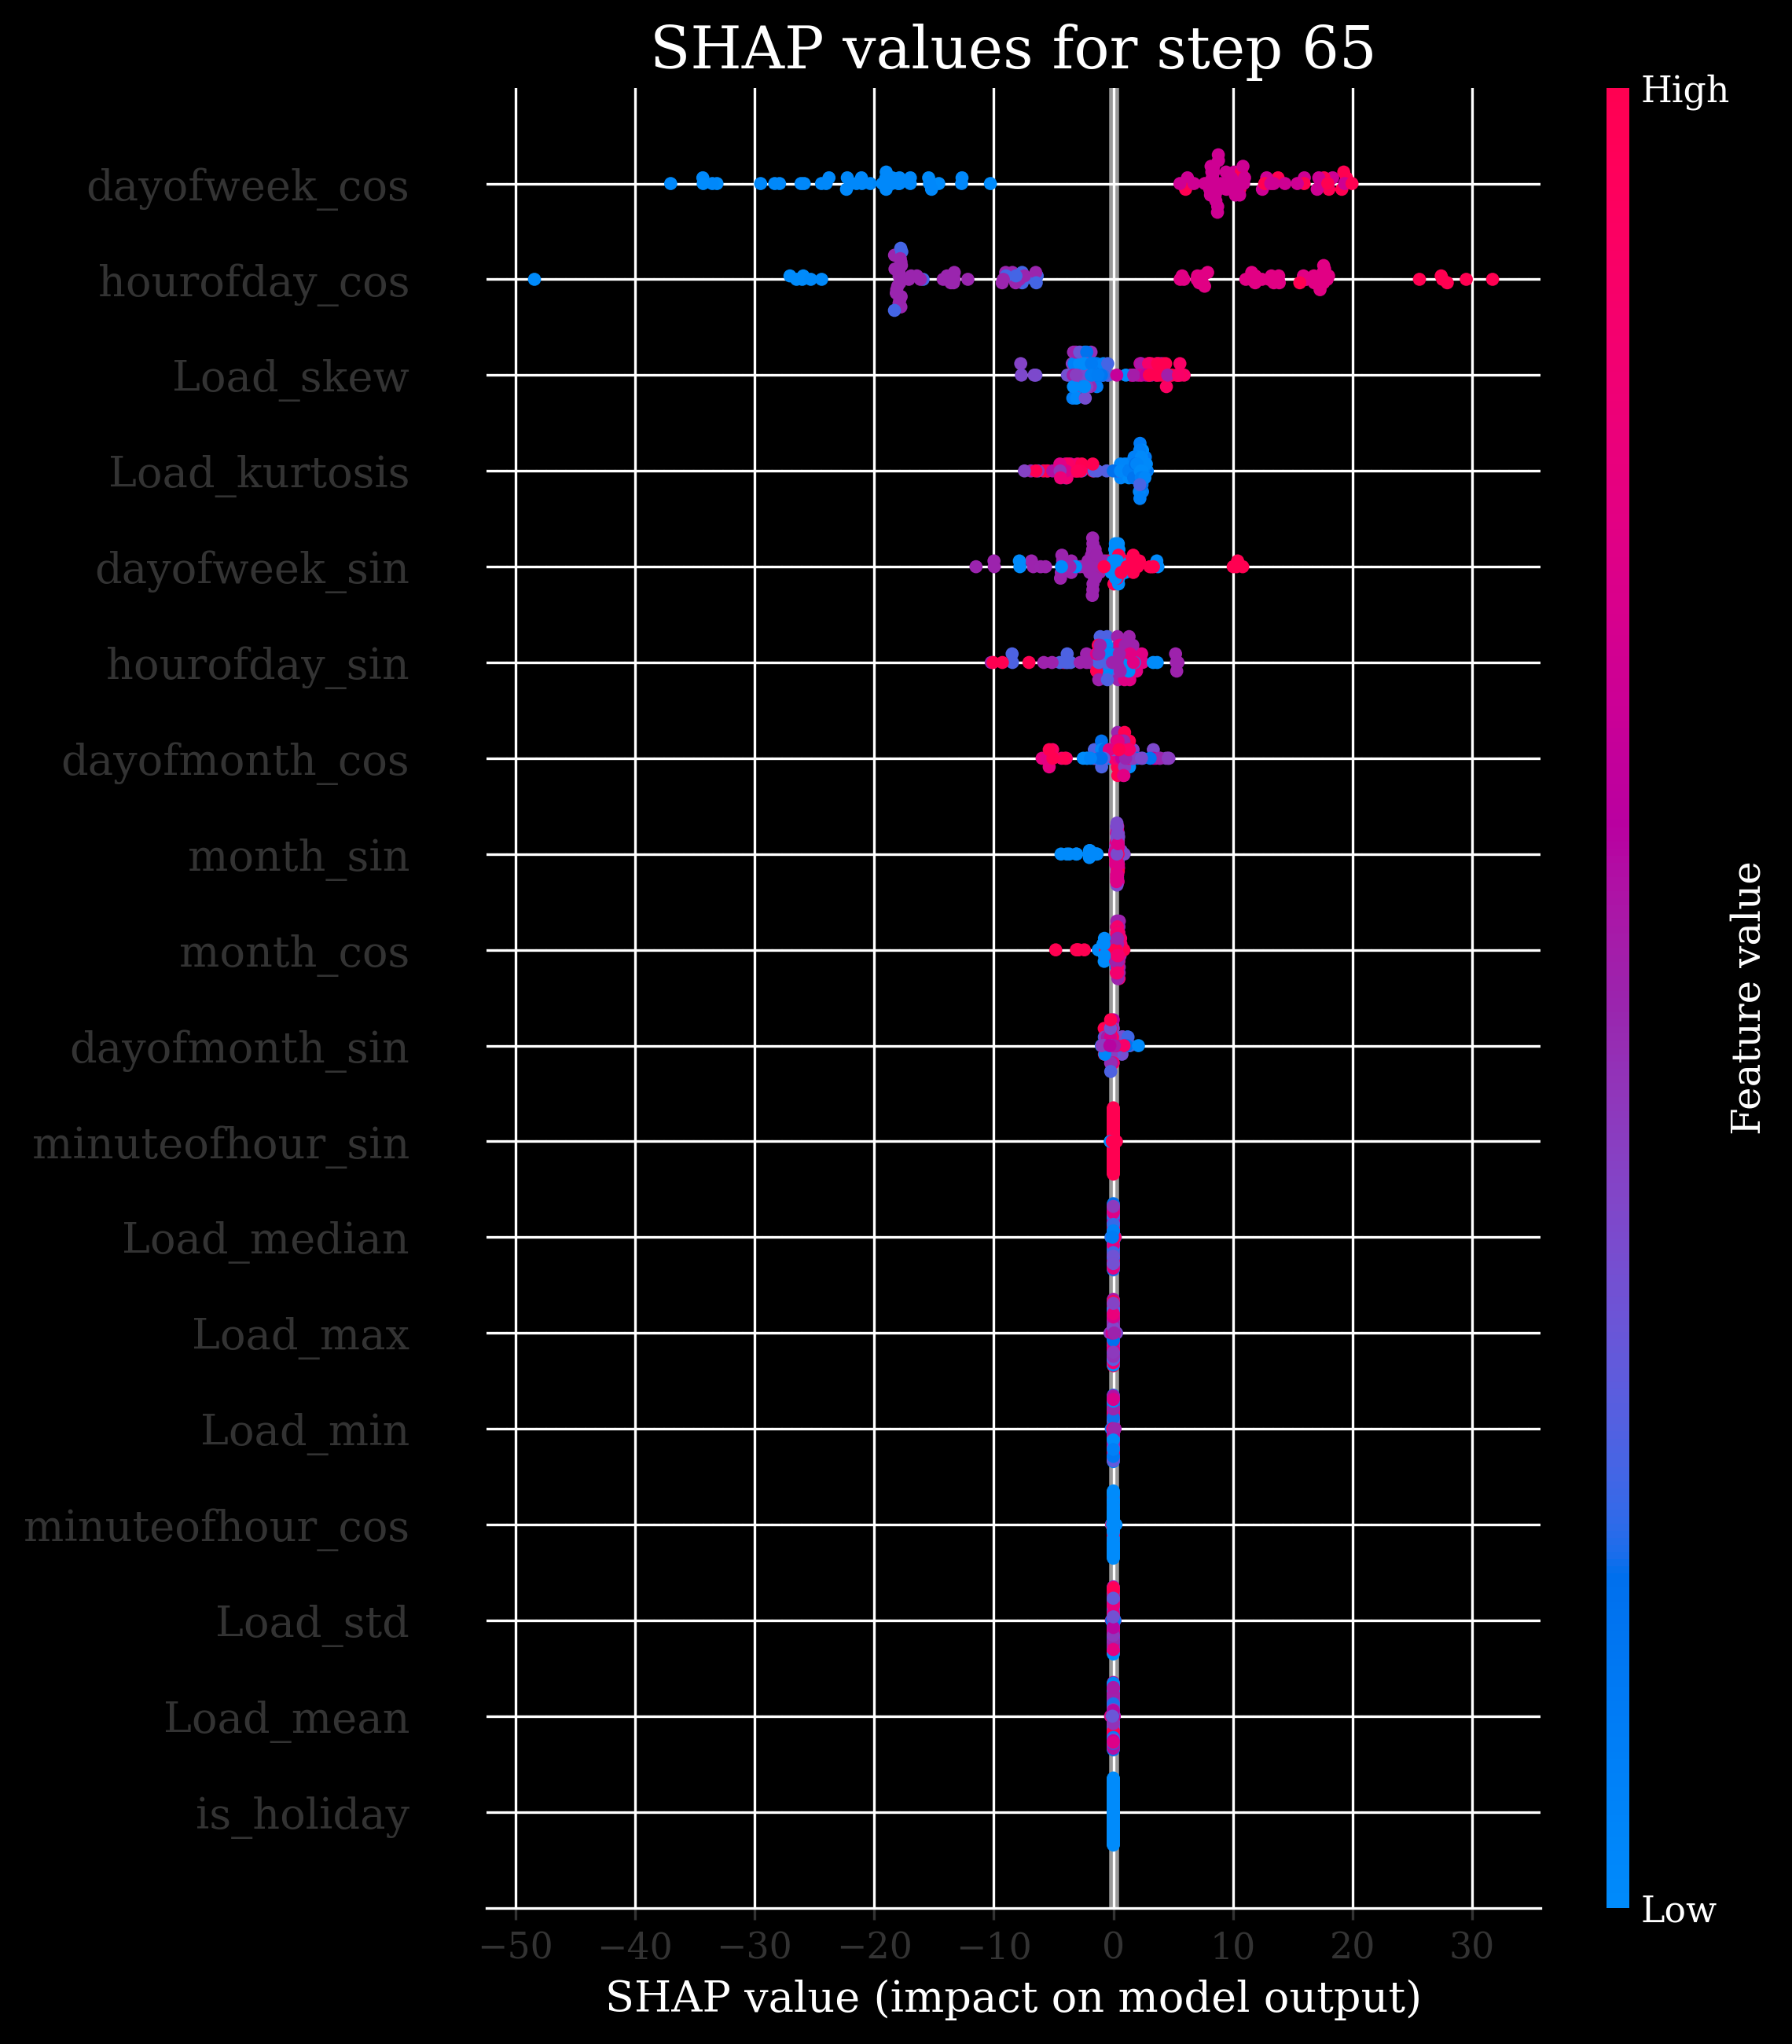 SHAP values for step 65
High
dayofweek_cos
hourofday_cos
Load_skew
Load_kurtosis
dayofweek_sin
hourofday_sin
dayofmonth_cos
month_sin
month_cos
dayofmonth_sin
minuteofhour_sin
Load_median
Load_max
Load_min
minuteofhour_cos
Load_std
Load_mean
is_holiday
Feature value
Low
−50 −40 −30 −20 −10 0 10 20 30
SHAP value (impact on model output)